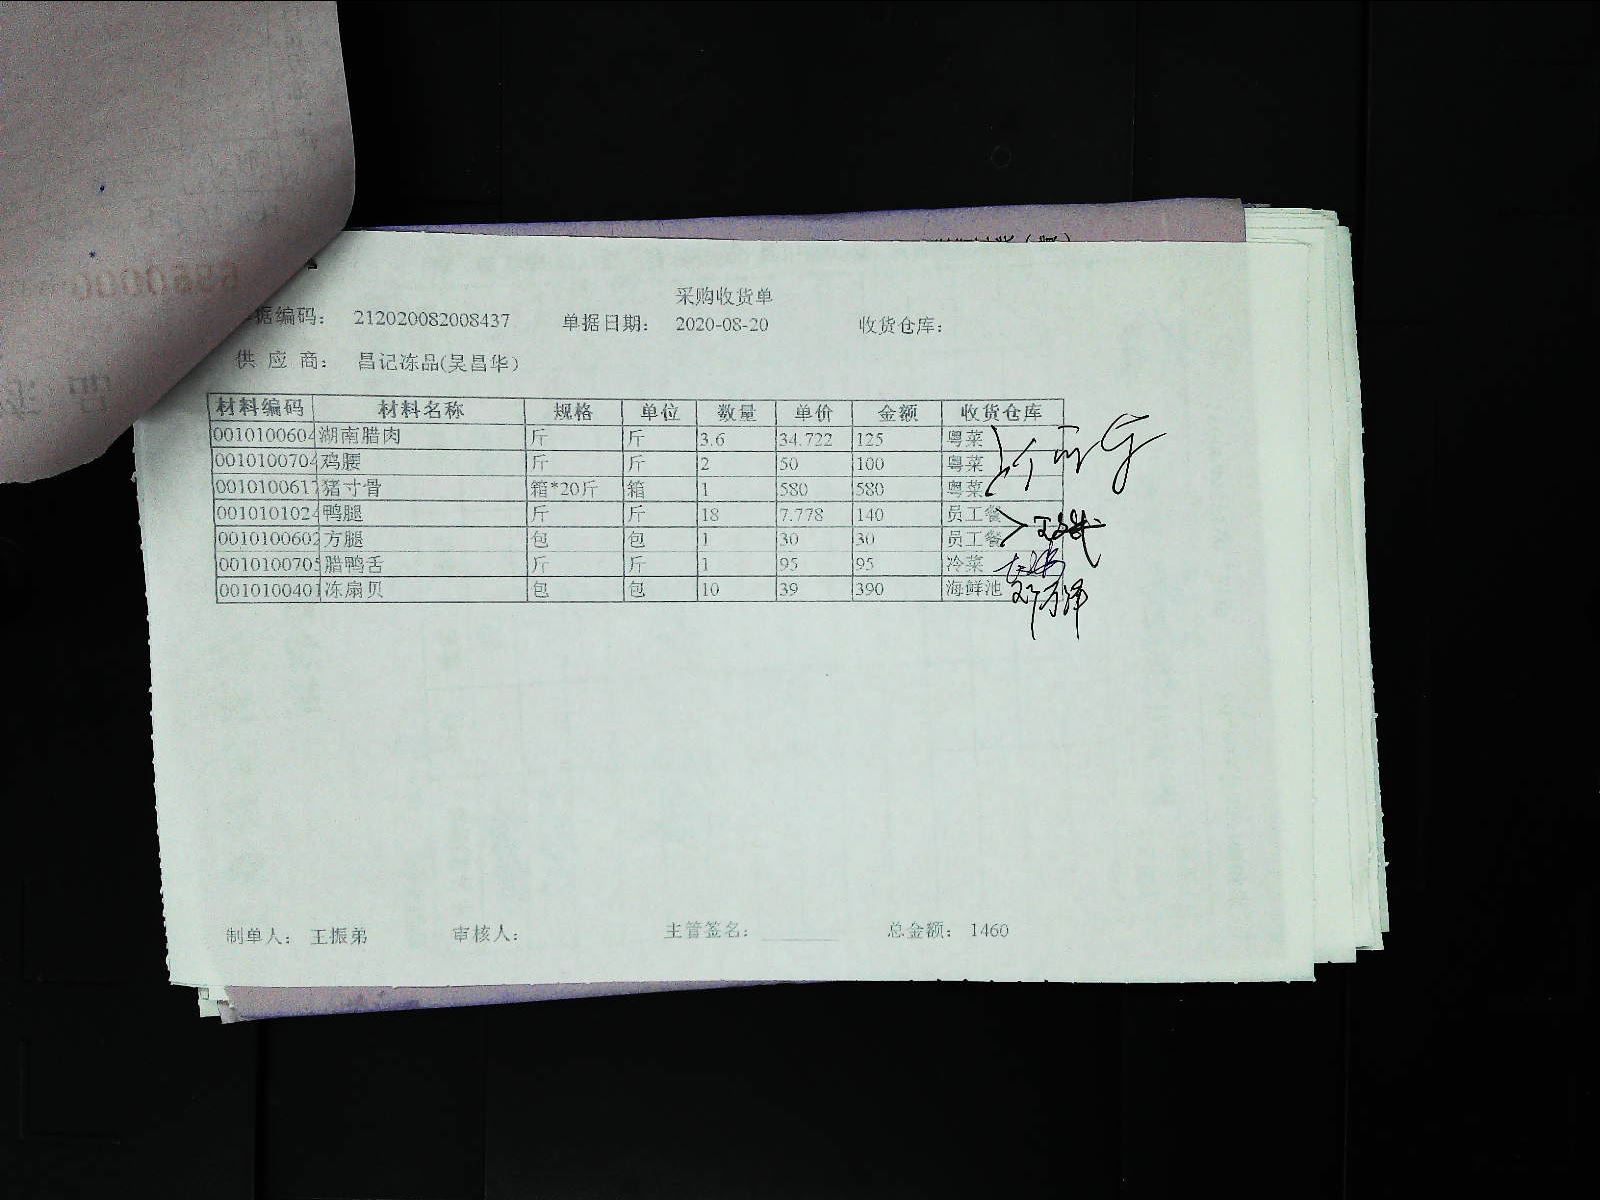 采购收货单
据编码： 212020082008437 单据日期： 2020-08-20 收货仓库：
供 应 商： 昌记冻品(吴昌华)
材料编码 材料名称 规格 单位 数量 单价 金额 收货仓库
0010100604 湖南腊肉 斤 斤 3.6 34.722 125 粤菜
0010100704 鸡腰 斤 斤 2 50 100 粤菜
0010100617 猪寸骨 箱*20斤 箱 1 580 580 粤菜
0010101024 鸭腿 斤 斤 18 7.778 140 员工餐
0010100602 方腿 包 包 1 30 30 员工餐
0010100705 腊鸭舌 斤 斤 1 95 95 冷菜
0010100401 冻扇贝 包 包 10 39 390 海鲜池
制单人： 王振弟 审核人： 主管签名： 总金额： 1460